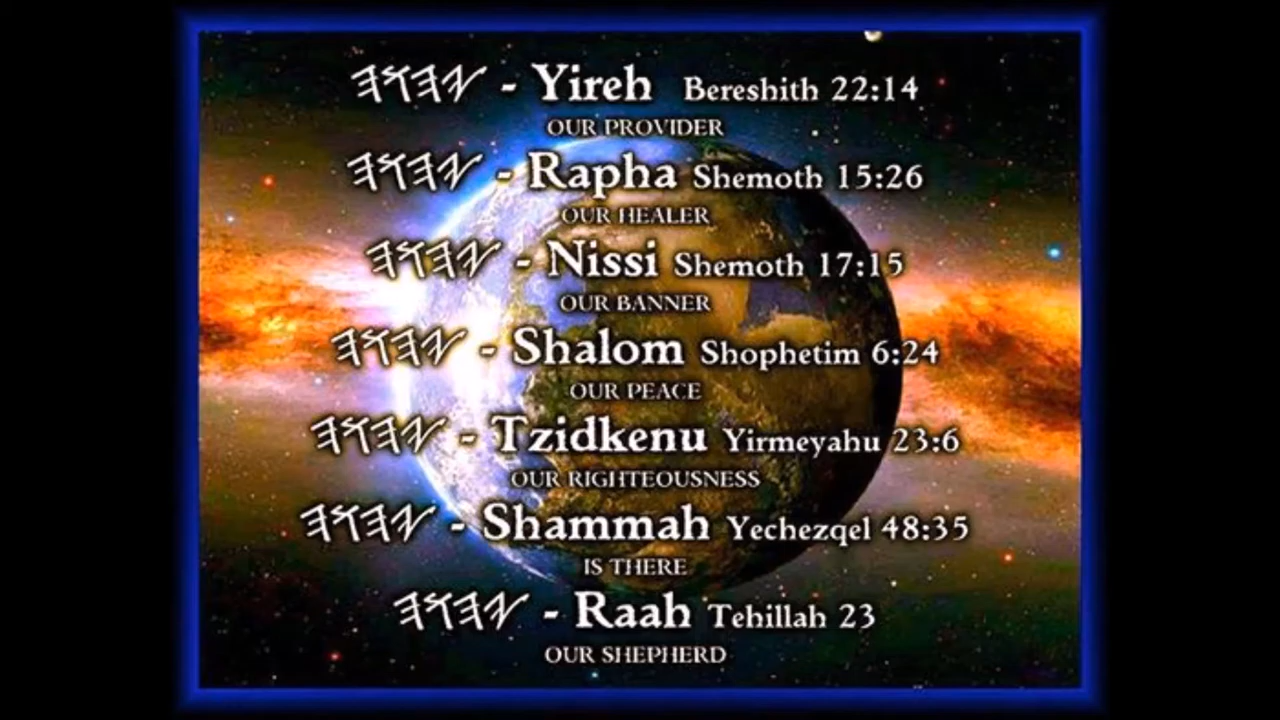 𐤉𐤄𐤅𐤄 - Yireh Bereshith 22:14
OUR PROVIDER
𐤉𐤄𐤅𐤄 - Rapha Shemoth 15:26
OUR HEALER
𐤉𐤄𐤅𐤄 - Nissi Shemoth 17:15
OUR BANNER
𐤉𐤄𐤅𐤄 - Shalom Shophetim 6:24
OUR PEACE
𐤉𐤄𐤅𐤄 - Tzidkenu Yirmeyahu 23:6
OUR RIGHTEOUSNESS
𐤉𐤄𐤅𐤄 - Shammah Yechezqel 48:35
IS THERE
𐤉𐤄𐤅𐤄 - Raah Tehillah 23
OUR SHEPHERD